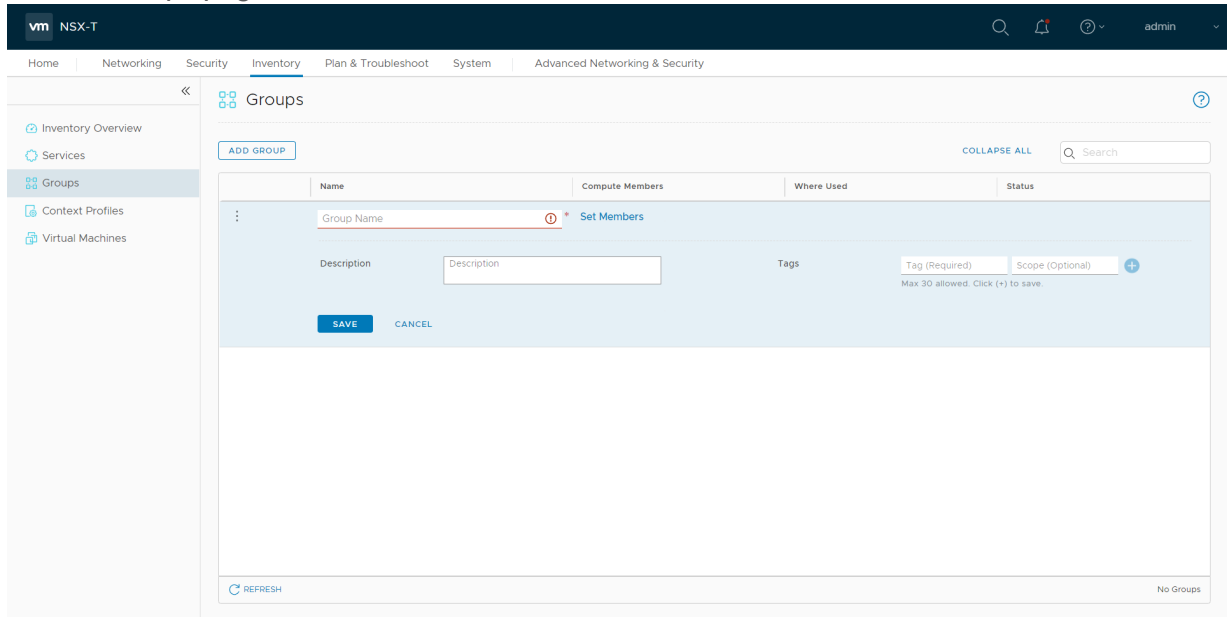 vm NSX-T admin
Home Networking Security Inventory Plan & Troubleshoot System Advanced Networking & Security
Groups
Inventory Overview
Services
Groups
Context Profiles
Virtual Machines
ADD GROUP COLLAPSE ALL Search
Name Compute Members Where Used Status
Group Name * Set Members
Description Description Tags Tag (Required) Scope (Optional)
Max 30 allowed. Click (+) to save.
SAVE CANCEL
REFRESH No Groups